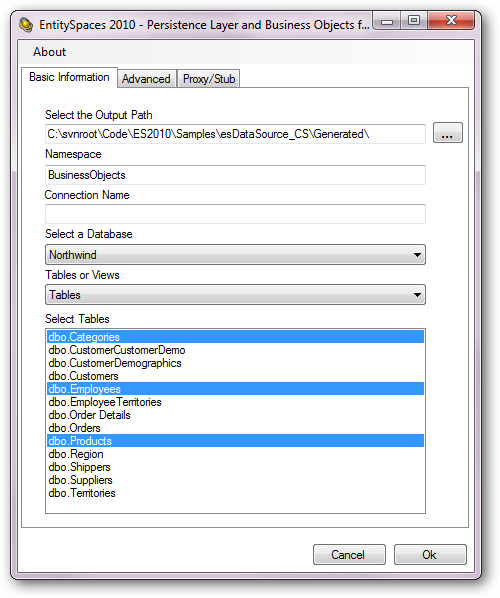 EntitySpaces 2010 - Persistence Layer and Business Objects f...
About
Basic Information Advanced Proxy/Stub
Select the Output Path
C:\svnroot\Code\ES2010\Samples\esDataSource_CS\Generated\
...
Namespace
BusinessObjects
Connection Name
Select a Database
Northwind
Tables or Views
Tables
Select Tables
dbo.Categories
dbo.CustomerCustomerDemo
dbo.CustomerDemographics
dbo.Customers
dbo.Employees
dbo.EmployeeTerritories
dbo.Order Details
dbo.Orders
dbo.Products
dbo.Region
dbo.Shippers
dbo.Suppliers
dbo.Territories
Cancel Ok